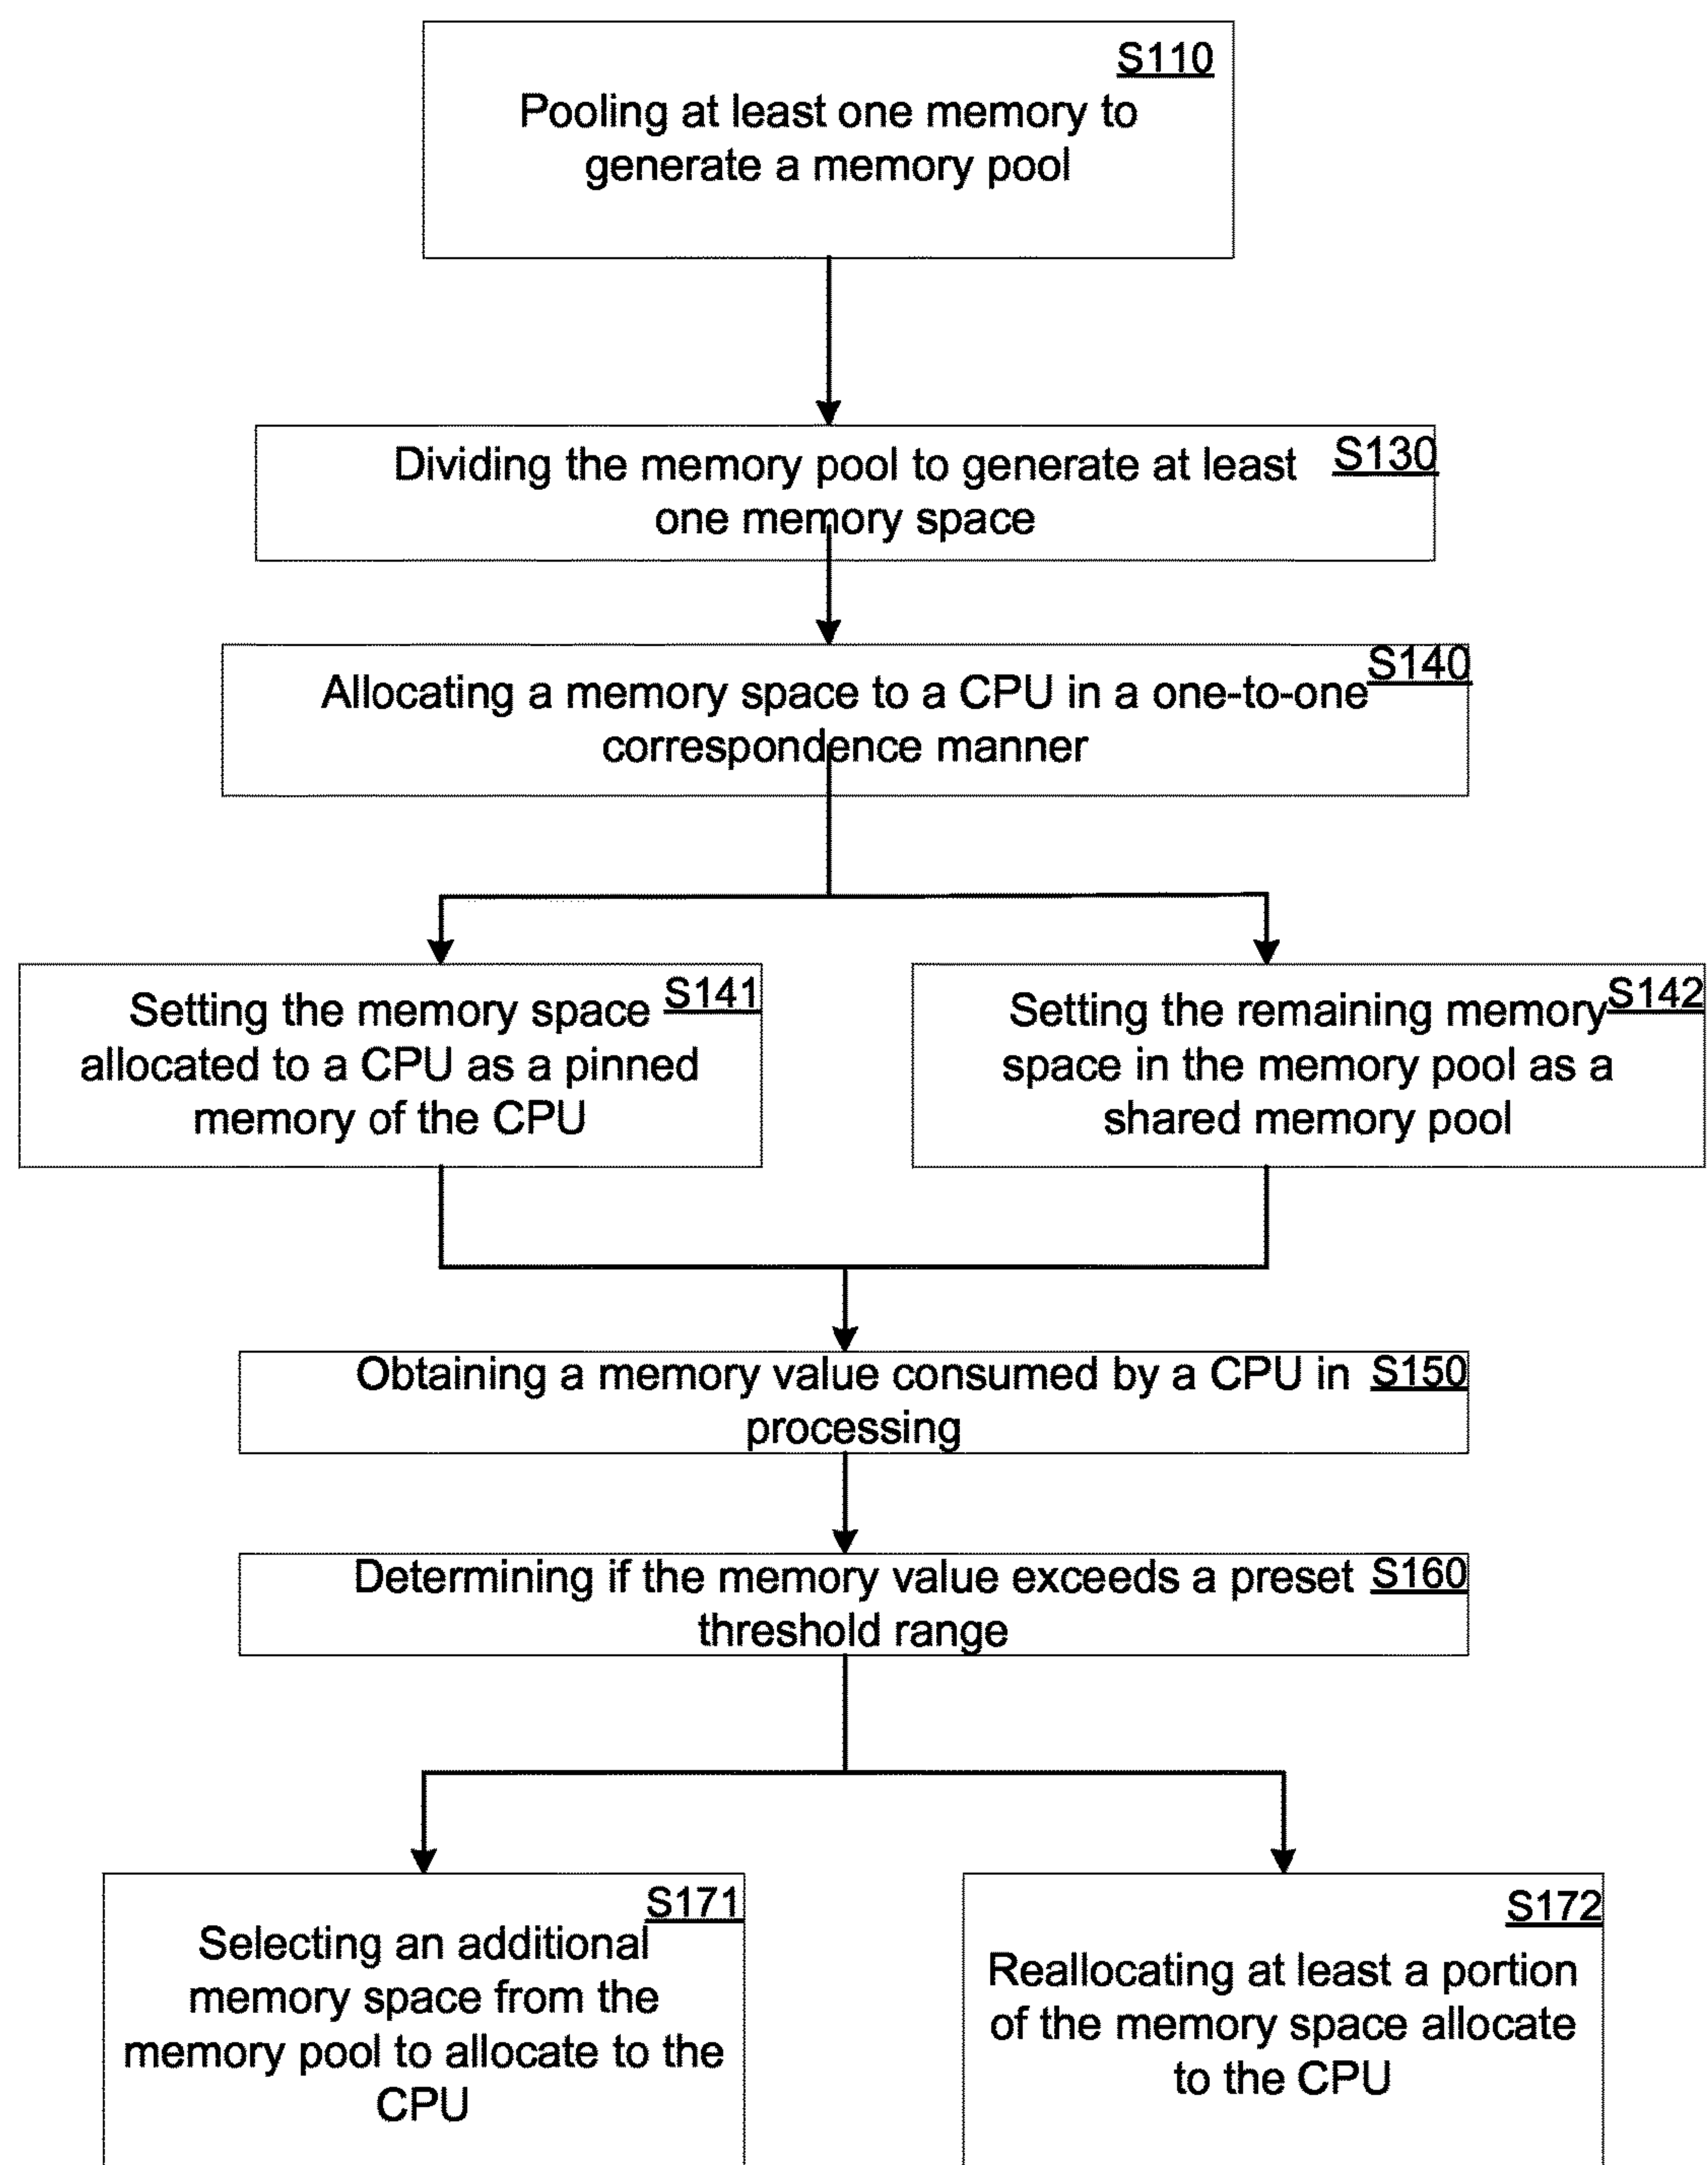 S110
Pooling at least one memory to
generate a memory pool
Dividing the memory pool to generate at least S130
one memory space
Allocating a memory space to a CPU in a one-to-one S140
correspondence manner
Setting the memory space S141
allocated to a CPU as a pinned
memory of the CPU
Setting the remaining memory S142
space in the memory pool as a
shared memory pool
Obtaining a memory value consumed by a CPU in S150
processing
Determining if the memory value exceeds a preset S160
threshold range
S171
Selecting an additional
memory space from the
memory pool to allocate to the
CPU
S172
Reallocating at least a portion
of the memory space allocate
to the CPU